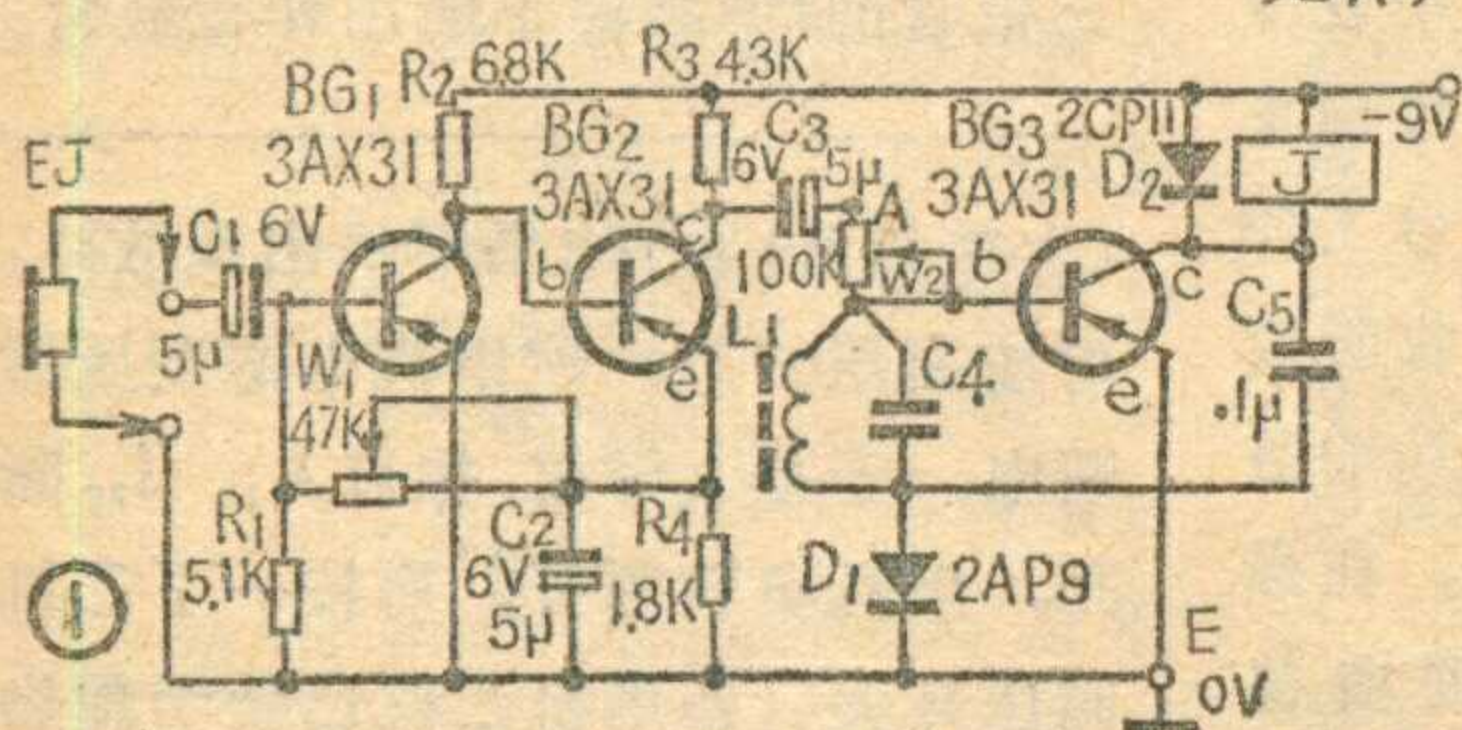 R2 6.8K
R3 4.3K
BG1
3AX31
EJ
BG2
3AX31
C3
6V
5μ
BG3
3AX31
2CP11
D2
-9V
J
C1
6V
5μ
b
c
e
A
100K
W2
b
c
e
L1
C4
C5
.1μ
W1
47K
R1
5.1K
C2
6V
5μ
R4
1.8K
D1
2AP9
E
0V
1